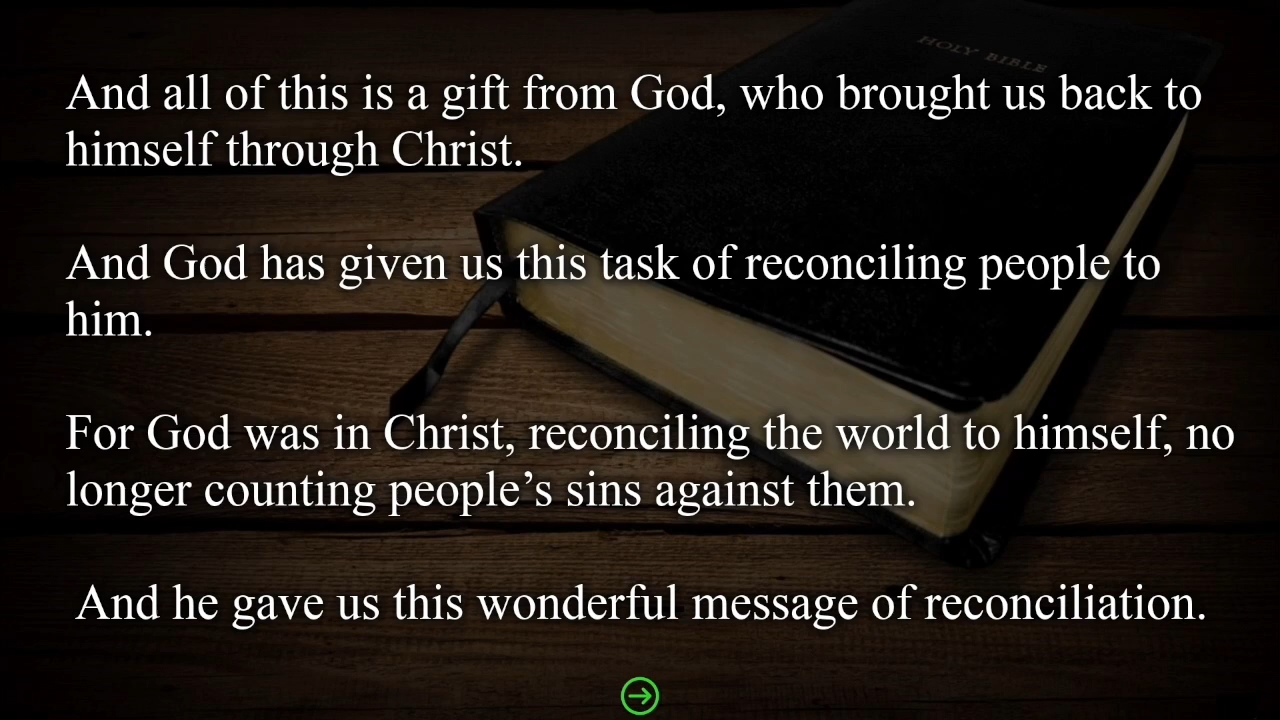 HOLY BIBLE
And all of this is a gift from God, who brought us back to
himself through Christ.
And God has given us this task of reconciling people to
him.
For God was in Christ, reconciling the world to himself, no
longer counting people’s sins against them.
And he gave us this wonderful message of reconciliation.